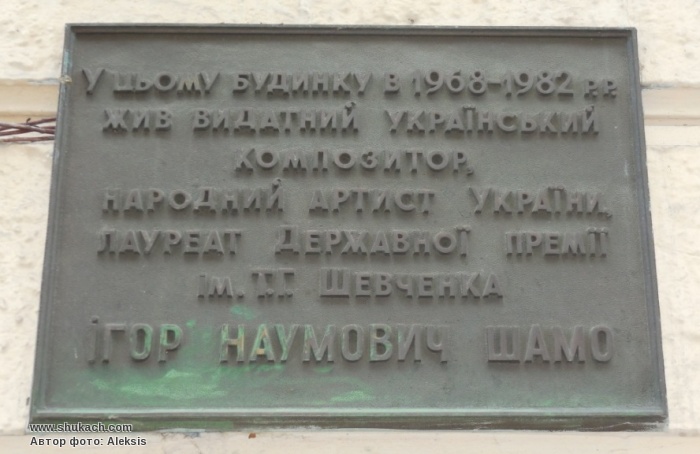 У цьому будинку в 1968-1982 р.р.
жив видатний український
композитор,
народний артист України,
лауреат Державної премії
ім. Т.Г. Шевченка
Ігор Наумович Шамо
www.shukach.com
Автор фото: Aleksis